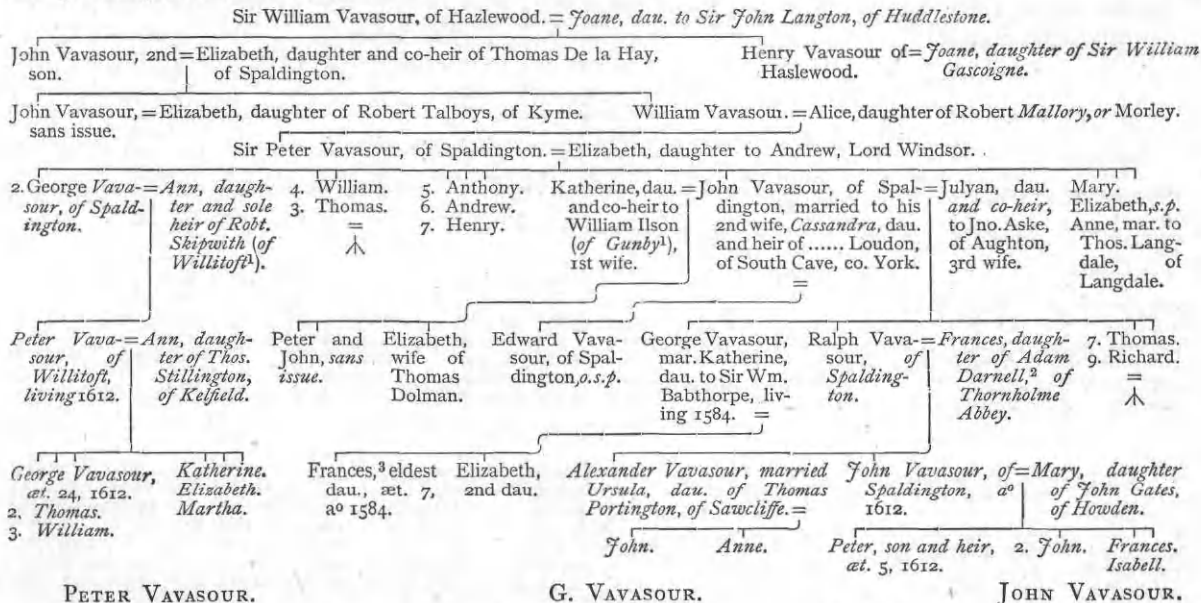 Sir William Vavasour, of Hazlewood. = Joane, dau. to Sir John Langton, of Huddlestone.
John Vavasour, 2nd = Elizabeth, daughter and co-heir of Thomas De la Hay,
son. of Spaldington.
Henry Vavasour of = Joane, daughter of Sir William
Haslewood. Gascoigne.
John Vavasour, = Elizabeth, daughter of Robert Talboys, of Kyme.
sans issue.
William Vavasour. = Alice, daughter of Robert Mallory, or Morley.
Sir Peter Vavasour, of Spaldington. = Elizabeth, daughter to Andrew, Lord Windsor.
2. George Vava- =
sour, of Spald-
ington.
Ann, daugh-
ter and sole
heir of Robt.
Skipwith (of
Willitoft¹).
4. William.
3. Thomas.
=
5. Anthony.
6. Andrew.
7. Henry.
Katherine, dau. =
and co-heir to
William Ilson
(of Gunby¹),
1st wife.
John Vavasour, of Spal- =
dington, married to his
2nd wife, Cassandra, dau.
and heir of ...... Loudon,
of South Cave, co. York.
=
Julyan, dau.
and co-heir,
to Jno. Aske,
of Aughton,
3rd wife.
Mary.
Elizabeth, s.p.
Anne, mar. to
Thos. Lang-
dale, of
Langdale.
Peter Vava- =
sour, of
Willitoft,
living 1612.
Ann, daugh-
ter of Thos.
Stillington,
of Kelfield.
Peter and
John, sans
issue.
Elizabeth,
wife of
Thomas
Dolman.
Edward Vava-
sour, of Spal-
dington, o.s.p.
George Vavasour,
mar. Katherine,
dau. to Sir Wm.
Babthorpe, liv-
ing 1584. =
Ralph Vava- =
sour, of
Spalding-
ton.
Frances, daugh-
ter of Adam
Darnell,² of
Thornholme
Abbey.
7. Thomas.
9. Richard.
=
George Vavasour,
æt. 24, 1612.
2. Thomas.
3. William.
Katherine.
Elizabeth.
Martha.
Frances,³ eldest
dau., æt. 7,
aº 1584.
Elizabeth,
2nd dau.
Alexander Vavasour, married
Ursula, dau. of Thomas
Portington, of Sawcliffe. =
John Vavasour, of =
Spaldington, aº
1612.
Mary, daughter
of John Gates,
of Howden.
John. Anne.
Peter, son and heir,
æt. 5, 1612.
2. John.
Frances.
Isabell.
PETER VAVASOUR. G. VAVASOUR. JOHN VAVASOUR.